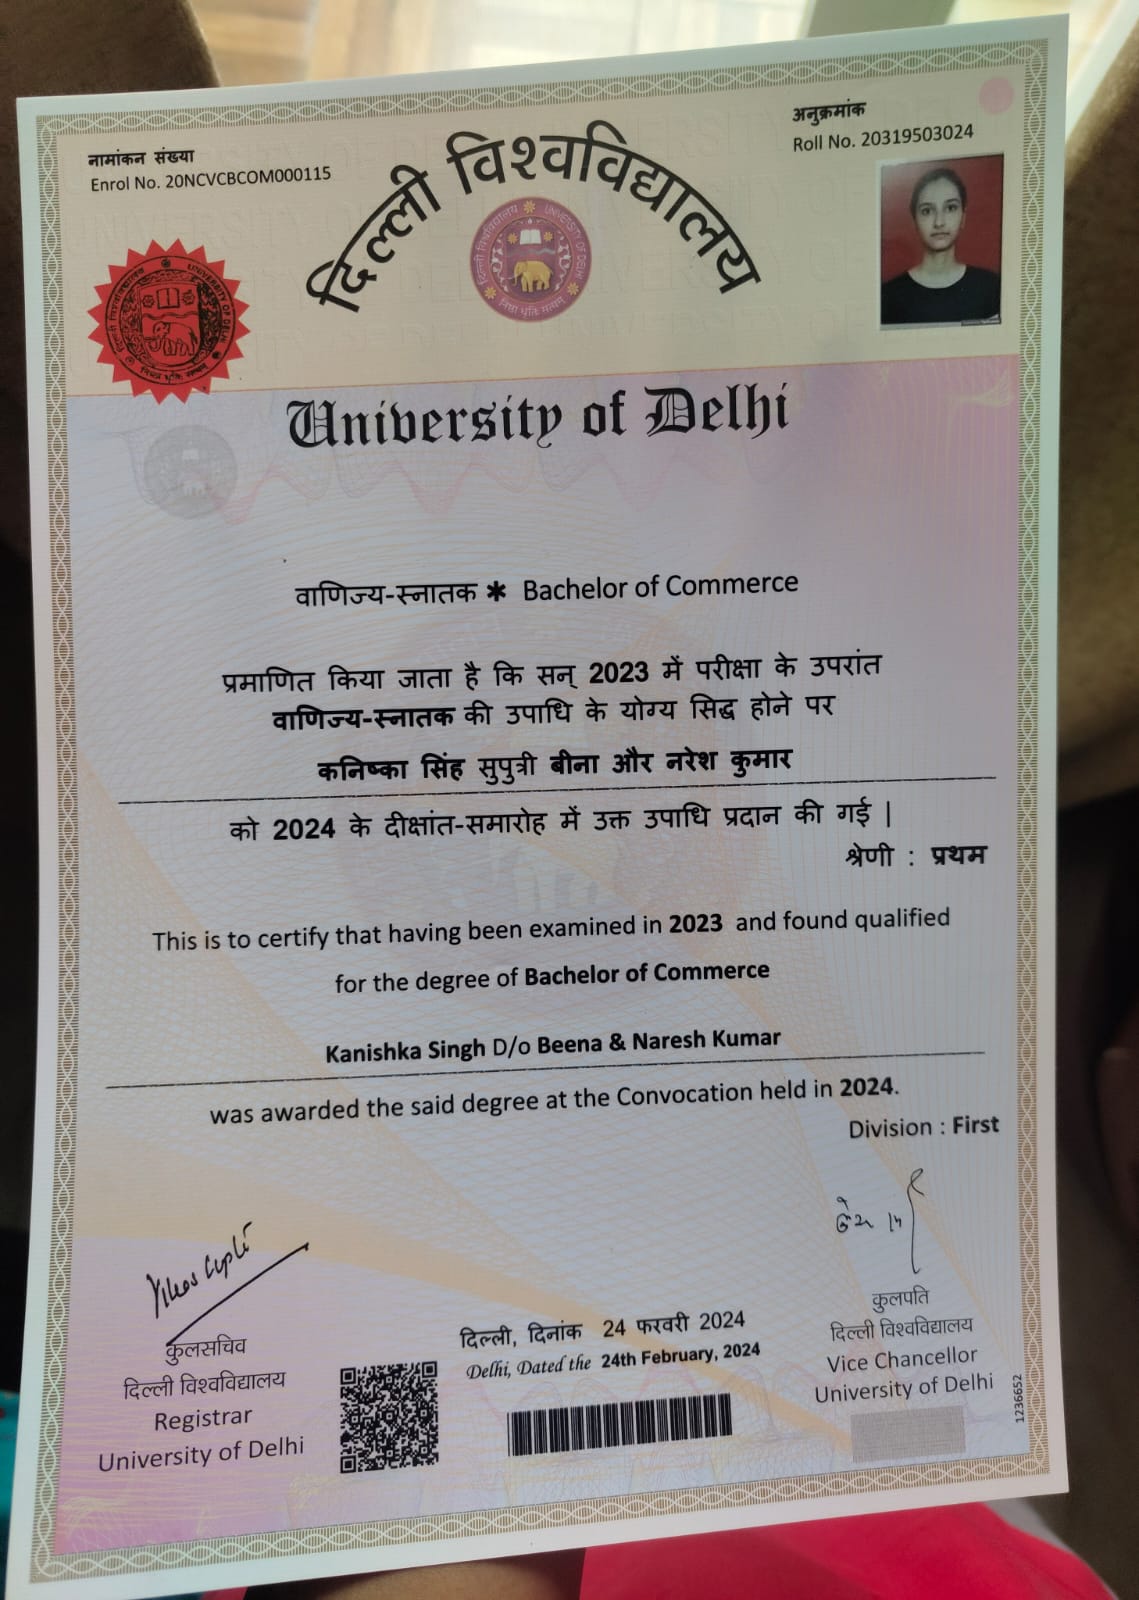 नामांकन संख्या
Enrol No. 20NCVCBCOM000115
अनुक्रमांक
Roll No. 20319503024
दिल्ली विश्वविद्यालय
University of Delhi
वाणिज्य-स्नातक * Bachelor of Commerce
प्रमाणित किया जाता है कि सन् 2023 में परीक्षा के उपरांत
वाणिज्य-स्नातक की उपाधि के योग्य सिद्ध होने पर
कनिष्का सिंह सुपुत्री बीना और नरेश कुमार
को 2024 के दीक्षांत-समारोह में उक्त उपाधि प्रदान की गई |
श्रेणी : प्रथम
This is to certify that having been examined in 2023 and found qualified
for the degree of Bachelor of Commerce
Kanishka Singh D/o Beena & Naresh Kumar
was awarded the said degree at the Convocation held in 2024.
Division : First
कुलसचिव
दिल्ली विश्वविद्यालय
Registrar
University of Delhi
दिल्ली, दिनांक 24 फरवरी 2024
Delhi, Dated the 24th February, 2024
कुलपति
दिल्ली विश्वविद्यालय
Vice Chancellor
University of Delhi
1236652